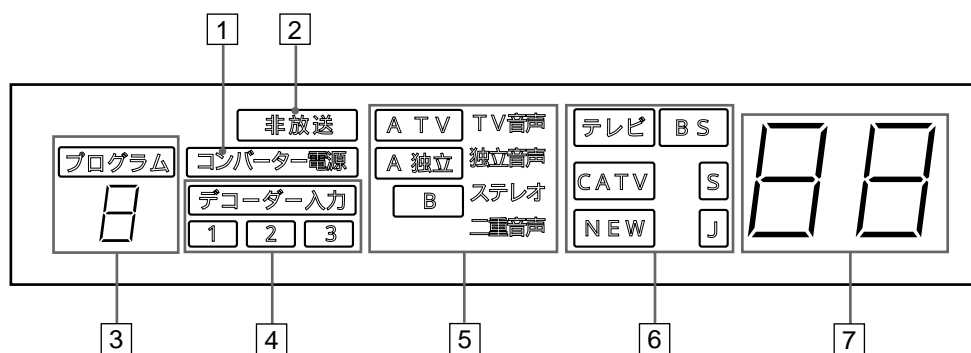 1 2
非放送
A TV TV音声
テレビ BS
プログラム
コンバーター電源
A 独立 独立音声
8
デコーダー入力
B ステレオ
CATV S
1 2 3
二重音声
NEW J
88
3 4 5 6 7